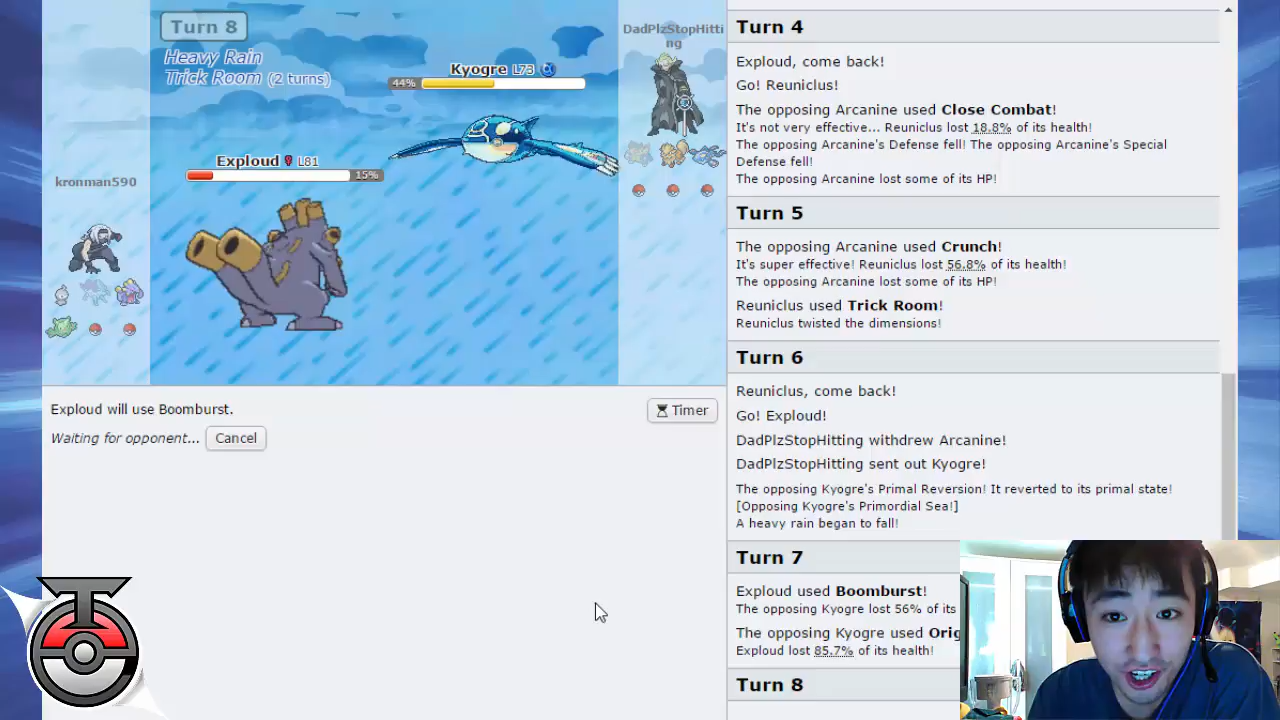 Turn 8
Heavy Rain
Trick Room (2 turns)
Kyogre L73
44%
Exploud L81
15%
kronman590
DadPlzStopHitti
ng
Exploud will use Boomburst.
Waiting for opponent...
Cancel
Timer
Turn 4
Exploud, come back!
Go! Reuniclus!
The opposing Arcanine used Close Combat!
It's not very effective... Reuniclus lost 18.8% of its health!
The opposing Arcanine's Defense fell! The opposing Arcanine's Special
Defense fell!
The opposing Arcanine lost some of its HP!
Turn 5
The opposing Arcanine used Crunch!
It's super effective! Reuniclus lost 56.8% of its health!
The opposing Arcanine lost some of its HP!
Reuniclus used Trick Room!
Reuniclus twisted the dimensions!
Turn 6
Reuniclus, come back!
Go! Exploud!
DadPlzStopHitting withdrew Arcanine!
DadPlzStopHitting sent out Kyogre!
The opposing Kyogre's Primal Reversion! It reverted to its primal state!
[Opposing Kyogre's Primordial Sea!]
A heavy rain began to fall!
Turn 7
Exploud used Boomburst!
The opposing Kyogre lost 56% of its
The opposing Kyogre used Orig
Exploud lost 85.7% of its health!
Turn 8